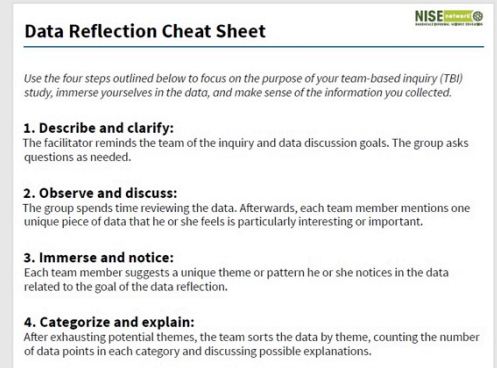 NISE network
Data Reflection Cheat Sheet
Use the four steps outlined below to focus on the purpose of your team-based inquiry (TBI)
study, immerse yourselves in the data, and make sense of the information you collected.
1. Describe and clarify:
The facilitator reminds the team of the inquiry and data discussion goals. The group asks
questions as needed.
2. Observe and discuss:
The group spends time reviewing the data. Afterwards, each team member mentions one
unique piece of data that he or she feels is particularly interesting or important.
3. Immerse and notice:
Each team member suggests a unique theme or pattern he or she notices in the data
related to the goal of the data reflection.
4. Categorize and explain:
After exhausting potential themes, the team sorts the data by theme, counting the number
of data points in each category and discussing possible explanations.